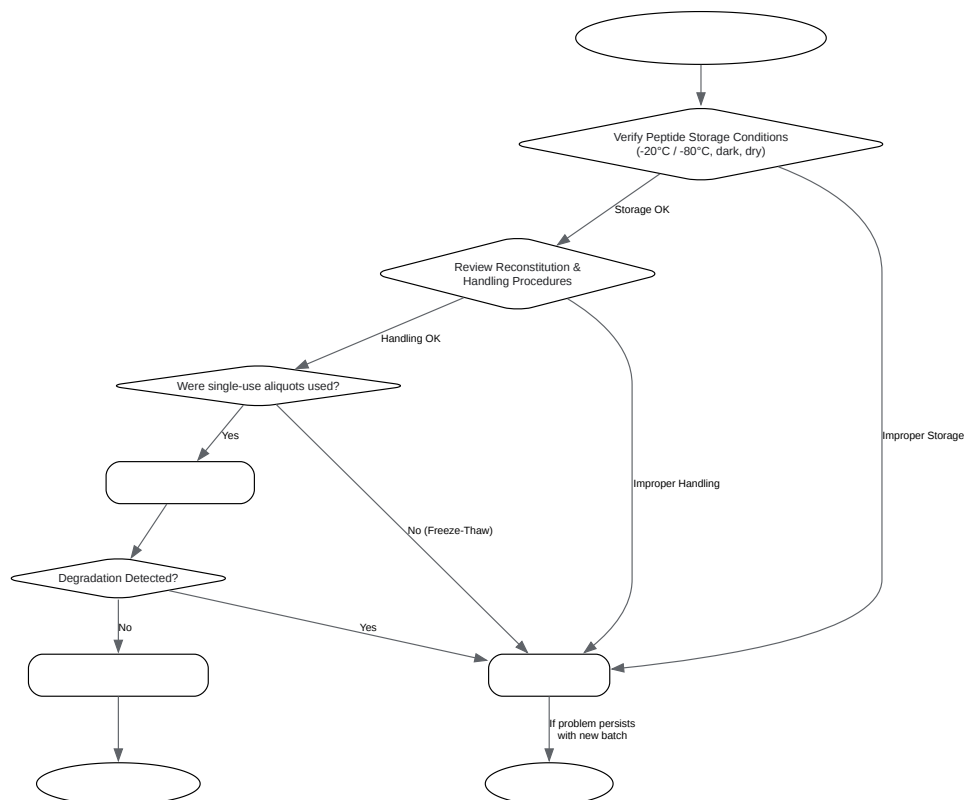 Verify Peptide Storage Conditions
(-20°C / -80°C, dark, dry)
Storage OK
Review Reconstitution &
Handling Procedures
Handling OK
Were single-use aliquots used?
Yes
Improper Storage
Improper Handling
No (Freeze-Thaw)
Degradation Detected?
No
Yes
If problem persists
with new batch